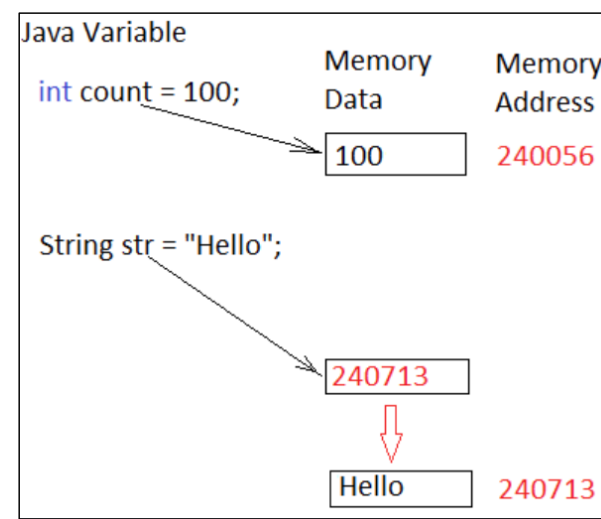 Java Variable
Memory Data
Memory Address
int count = 100;
100
240056
String str = "Hello";
240713
Hello
240713